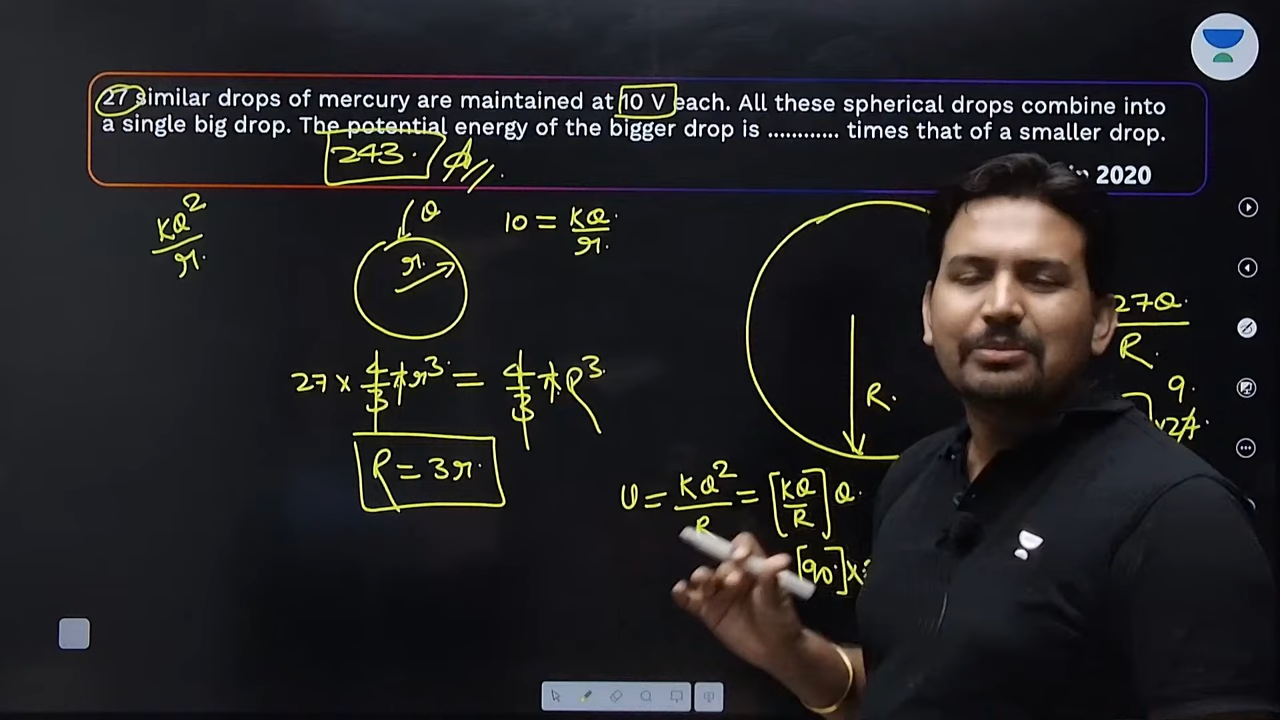 27 similar drops of mercury are maintained at 10 V each. All these spherical drops combine into
a single big drop. The potential energy of the bigger drop is ............ times that of a smaller drop.
243.
2020
KQ²/r.
Q
r.
10 = KQ/r.
27 × 4/3 πr³ = 4/3 πR³
R = 3r.
R.
27Q/R.
9.
U = KQ²/R = [KQ/R] Q.
[90.]×